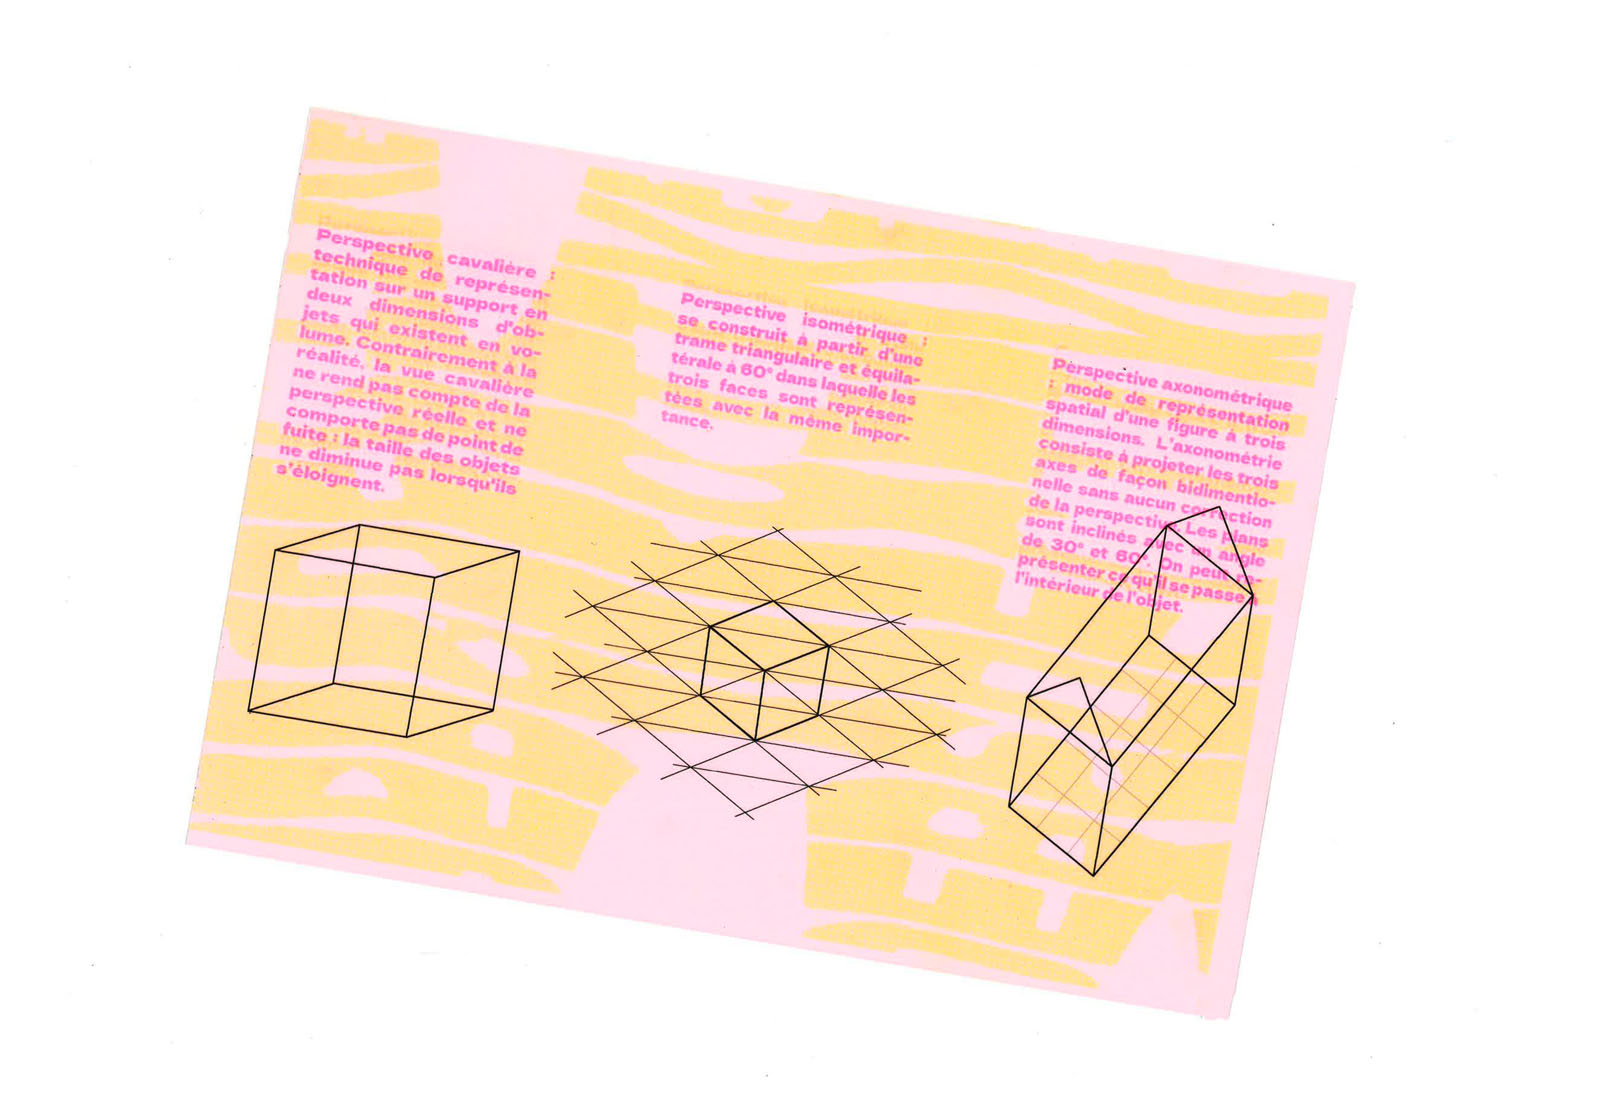 Perspective cavalière :
technique de représen-
tation sur un support en
deux dimensions d'ob-
jets qui existent en vo-
lume. Contrairement à la
réalité, la vue cavalière
ne rend pas compte de la
perspective réelle et ne
comporte pas de point de
fuite : la taille des objets
ne diminue pas lorsqu'ils
s'éloignent.
Perspective isométrique :
se construit à partir d'une
trame triangulaire et équila-
térale à 60° dans laquelle les
trois faces sont représen-
tées avec la même impor-
tance.
Perspective axonométrique
: mode de représentation
spatial d'une figure à trois
dimensions. L'axonométrie
consiste à projeter les trois
axes de façon bidimentio-
nelle sans aucun correction
de la perspective. Les plans
sont inclinés avec un angle
de 30° et 60°. On peut re-
présenter ce qu'il se passe à
l'intérieur de l'objet.